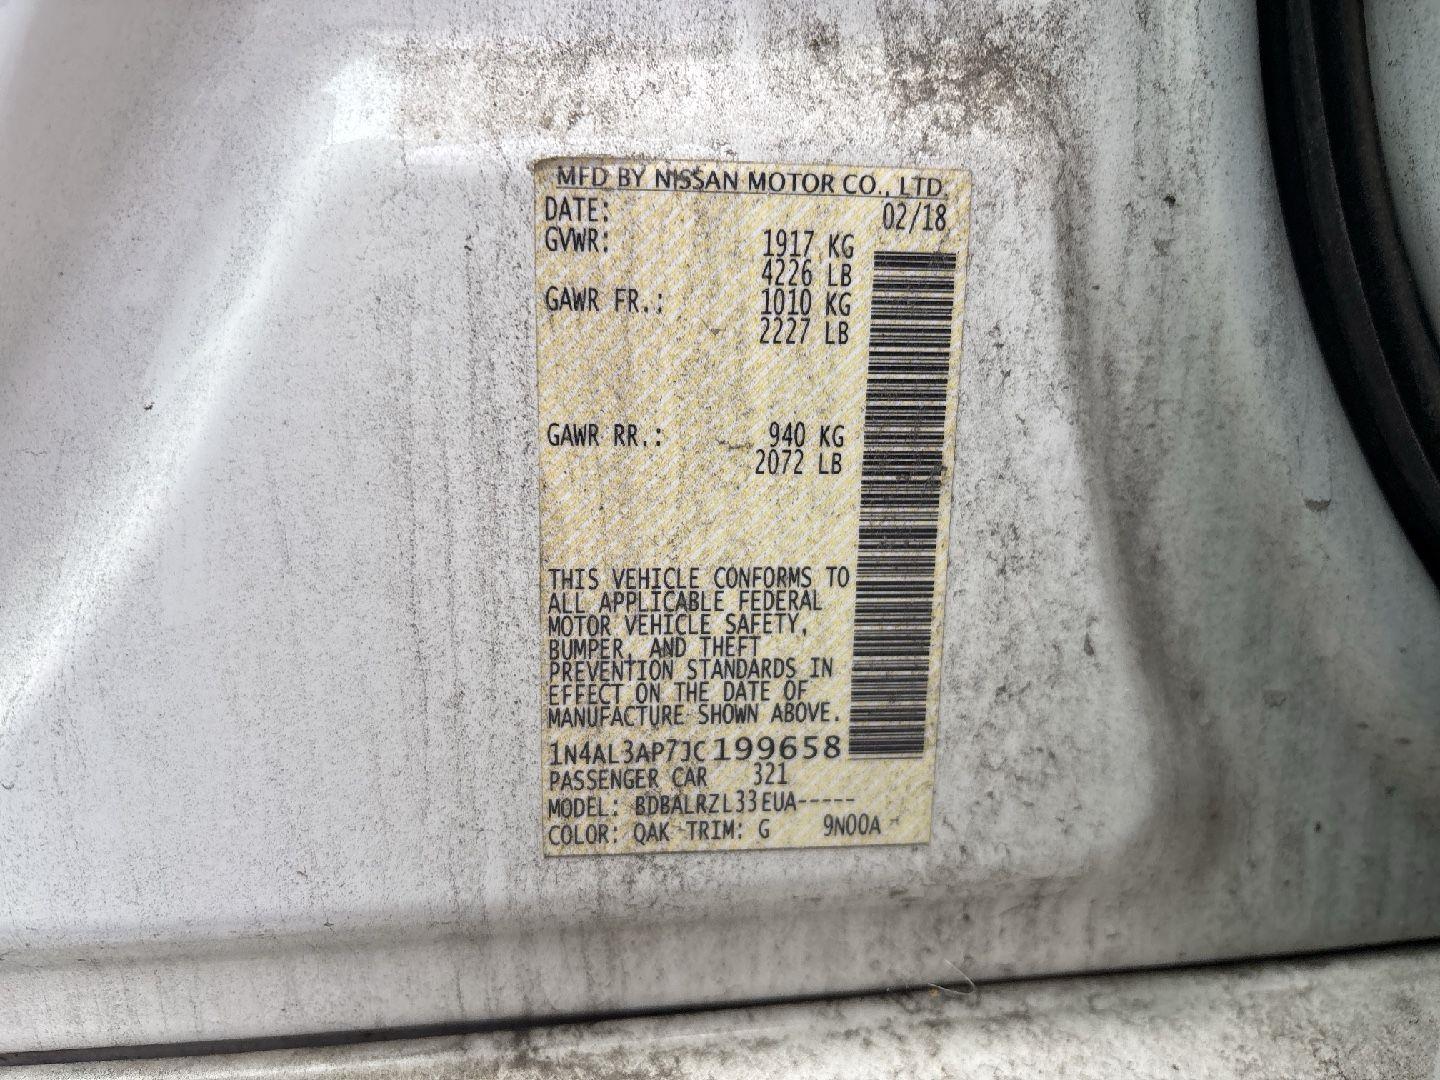 MFD BY NISSAN MOTOR CO., LTD.
DATE: 02/18
GVWR: 1917 KG
4226 LB
GAWR FR.: 1010 KG
2227 LB
GAWR RR.: 940 KG
2072 LB
THIS VEHICLE CONFORMS TO
ALL APPLICABLE FEDERAL
MOTOR VEHICLE SAFETY,
BUMPER, AND THEFT
PREVENTION STANDARDS IN
EFFECT ON THE DATE OF
MANUFACTURE SHOWN ABOVE.
1N4AL3AP7JC199658
PASSENGER CAR 321
MODEL: BDBALRZL33EUA-----
COLOR: QAK TRIM: G 9N00A